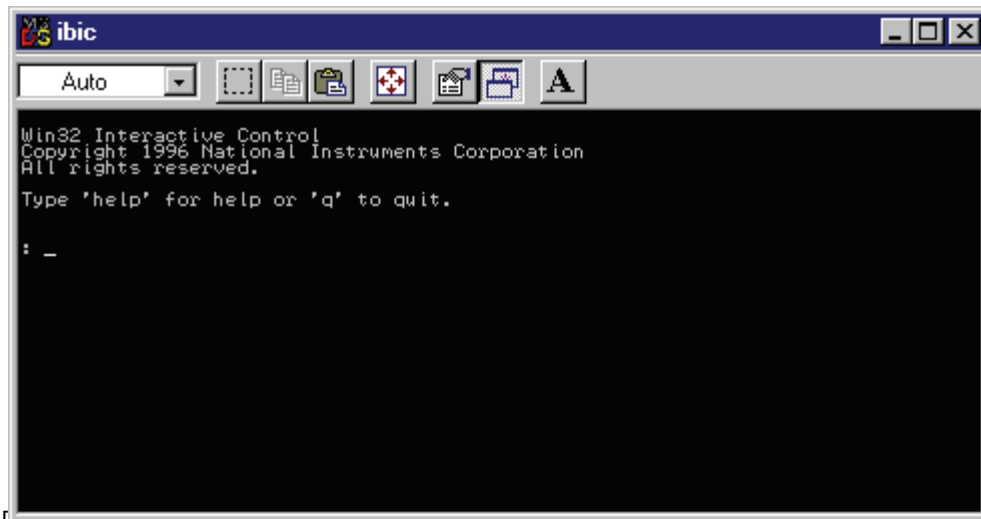 ibic
Auto
A
Win32 Interactive Control
Copyright 1996 National Instruments Corporation
All rights reserved.
Type 'help' for help or 'q' to quit.
: _